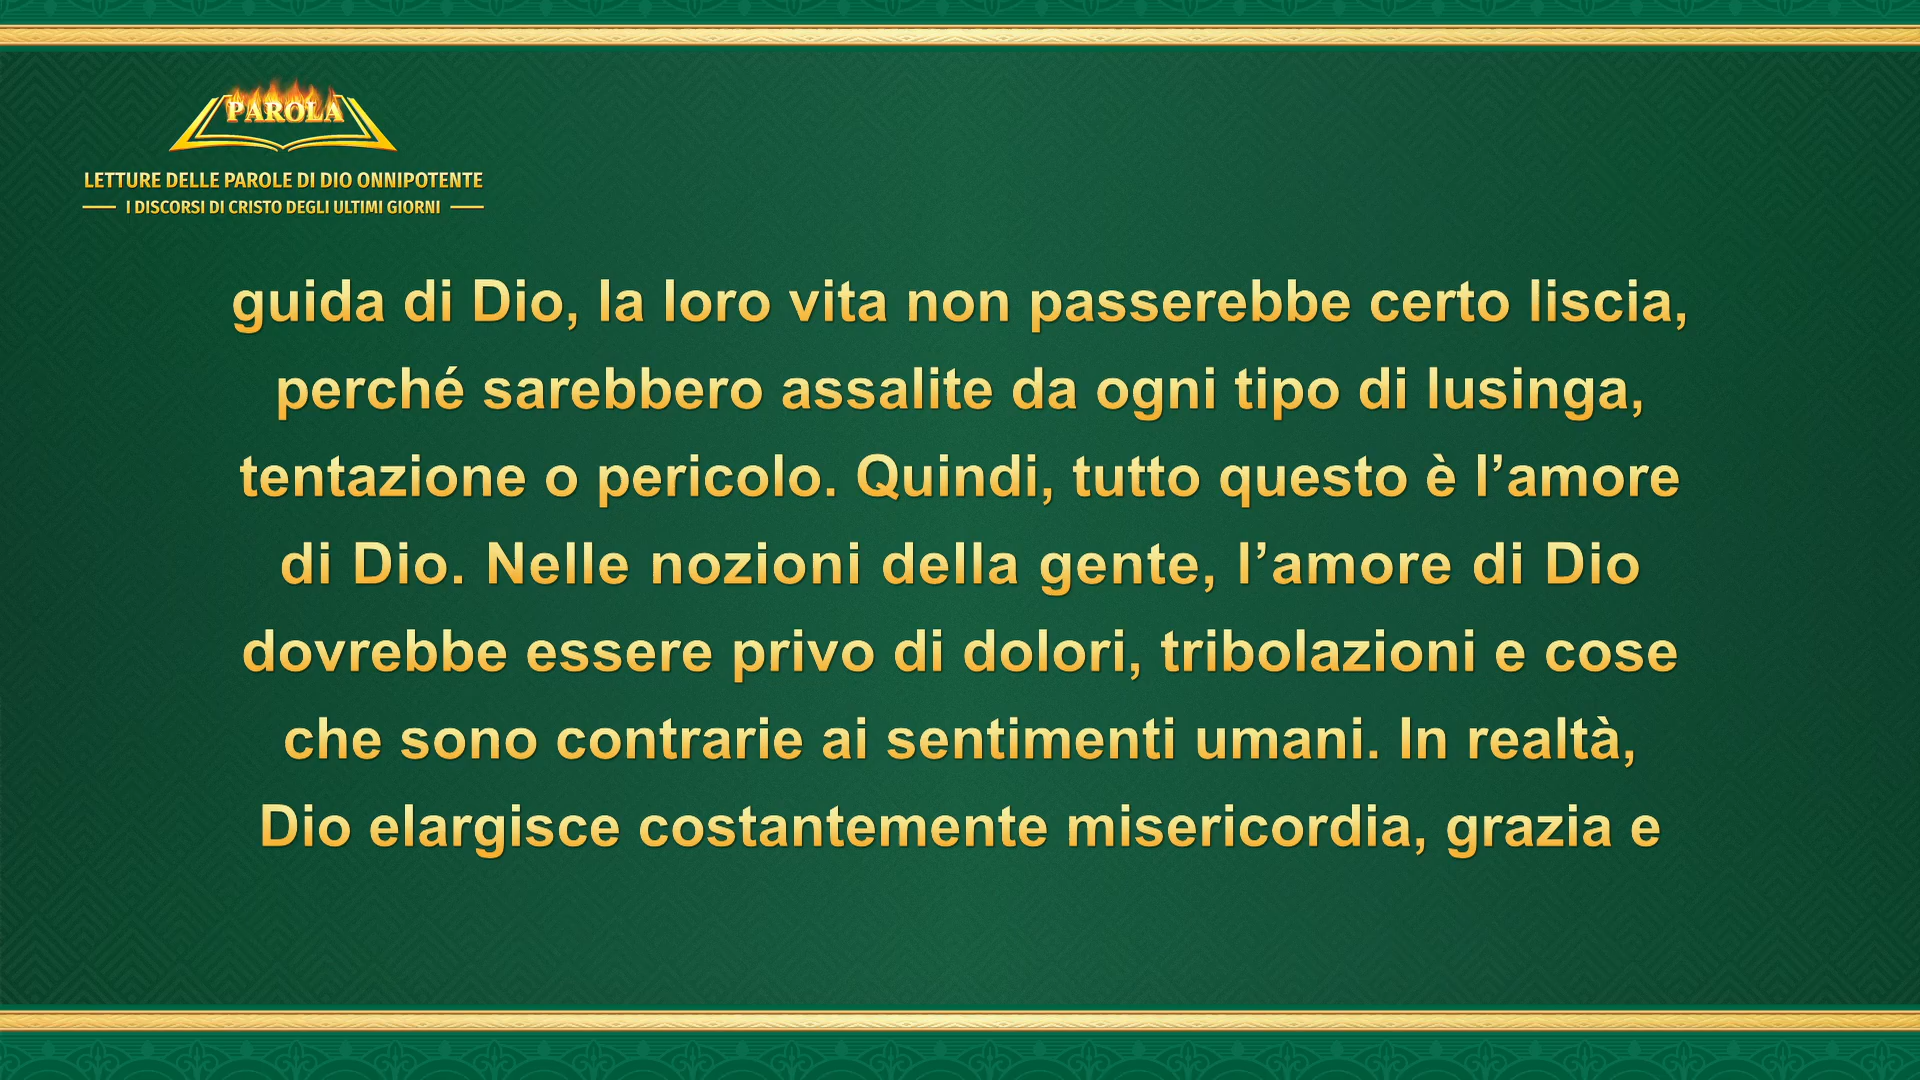 PAROLA
LETTURE DELLE PAROLE DI DIO ONNIPOTENTE
I DISCORSI DI CRISTO DEGLI ULTIMI GIORNI
guida di Dio, la loro vita non passerebbe certo liscia,
perché sarebbero assalite da ogni tipo di lusinga,
tentazione o pericolo. Quindi, tutto questo è l’amore
di Dio. Nelle nozioni della gente, l’amore di Dio
dovrebbe essere privo di dolori, tribolazioni e cose
che sono contrarie ai sentimenti umani. In realtà,
Dio elargisce costantemente misericordia, grazia e